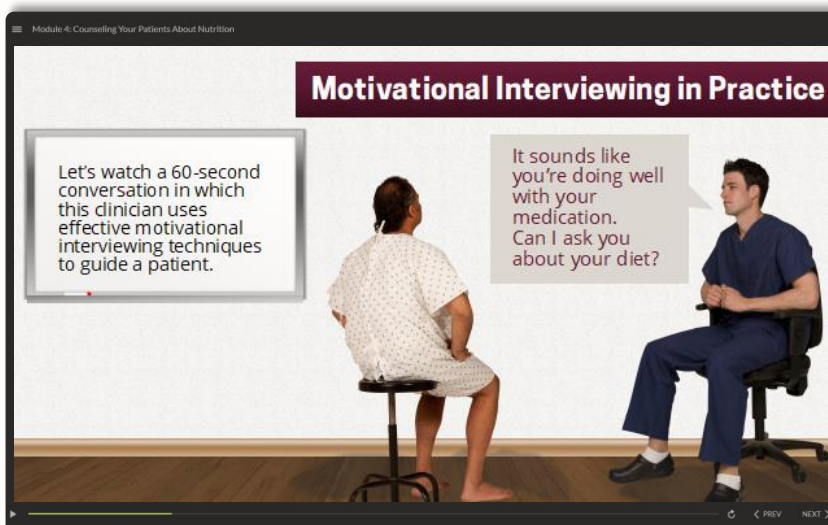 Module 4: Counseling Your Patients About Nutrition
Motivational Interviewing in Practice
Let's watch a 60-second
conversation in which
this clinician uses
effective motivational
interviewing techniques
to guide a patient.
It sounds like
you're doing well
with your
medication.
Can I ask you
about your diet?
< PREV NEXT >